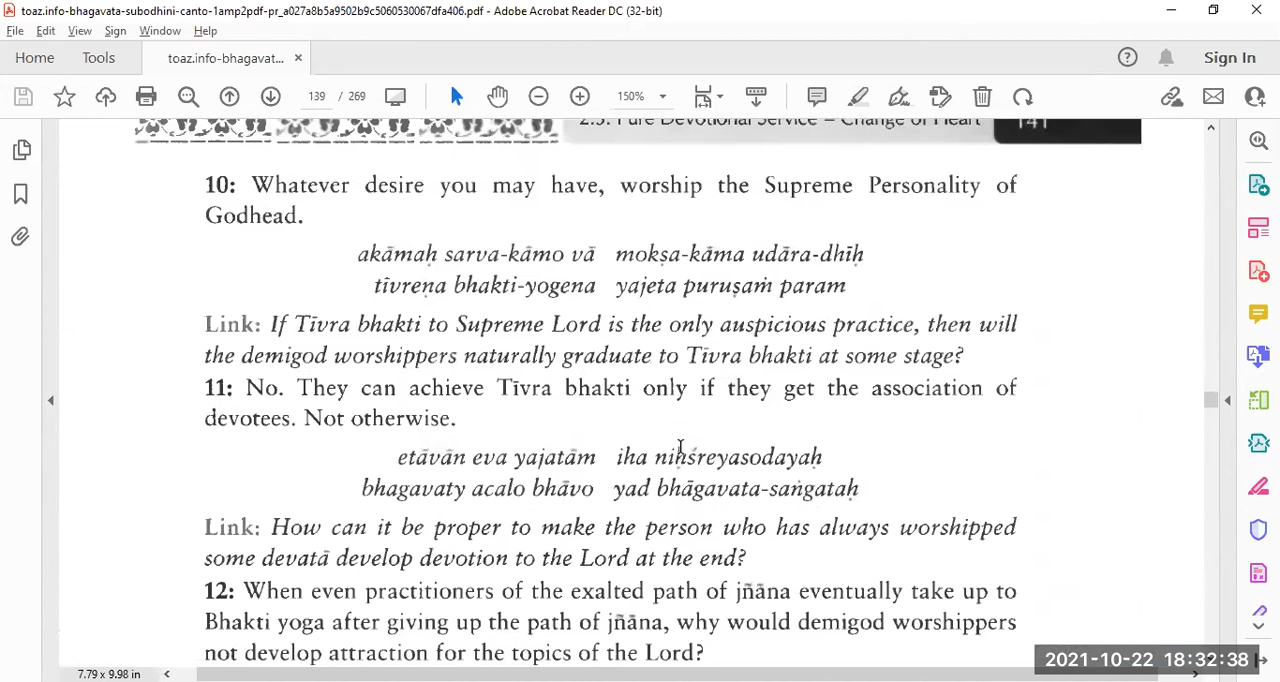 toaz.info-bhagavata-subodhini-canto-1amp2pdf-pr_a027a8b5a9502b9c5060530067dfa406.pdf - Adobe Acrobat Reader DC (32-bit)
File Edit View Sign Window Help
Home Tools toaz.info-bhagavat... × Sign In
139 / 269 150%
2.3. Pure Devotional Service – Change of Heart 141
10: Whatever desire you may have, worship the Supreme Personality of
Godhead.
akāmaḥ sarva-kāmo vā mokṣa-kāma udāra-dhīḥ
tīvreṇa bhakti-yogena yajeta puruṣaṁ param
Link: If Tīvra bhakti to Supreme Lord is the only auspicious practice, then will
the demigod worshippers naturally graduate to Tīvra bhakti at some stage?
11: No. They can achieve Tīvra bhakti only if they get the association of
devotees. Not otherwise.
etāvān eva yajatām iha niḥśreyasodayaḥ
bhagavaty acalo bhāvo yad bhāgavata-saṅgataḥ
Link: How can it be proper to make the person who has always worshipped
some devatā develop devotion to the Lord at the end?
12: When even practitioners of the exalted path of jñāna eventually take up to
Bhakti yoga after giving up the path of jñāna, why would demigod worshippers
not develop attraction for the topics of the Lord?
7.79 x 9.98 in
2021-10-22 18:32:38